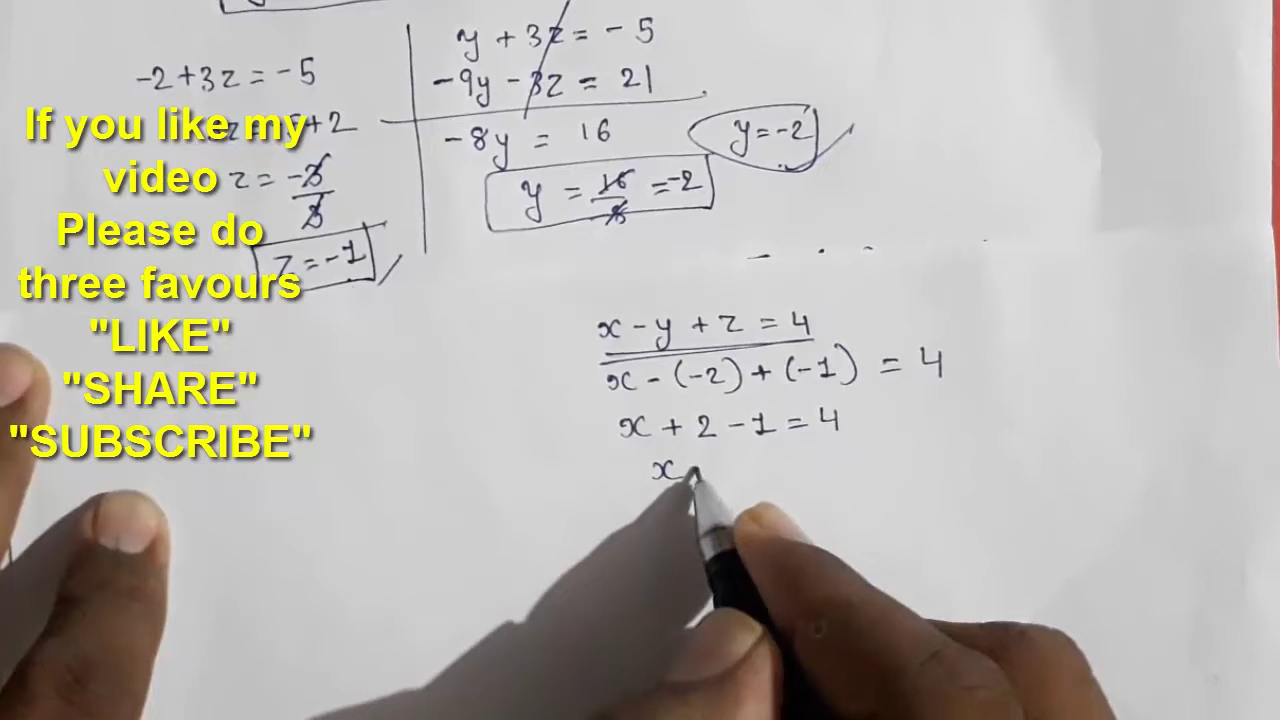 y + 3z = - 5
- 9y - 3z = 21
- 8y = 16
y = 16/-8 = -2
y = -2
-2 + 3z = -5
+2
z = -3/3
z = -1
If you like my
video
Please do
three favours
"LIKE"
"SHARE"
"SUBSCRIBE"
x - y + z = 4
x - (-2) + (-1) = 4
x + 2 - 1 = 4
x